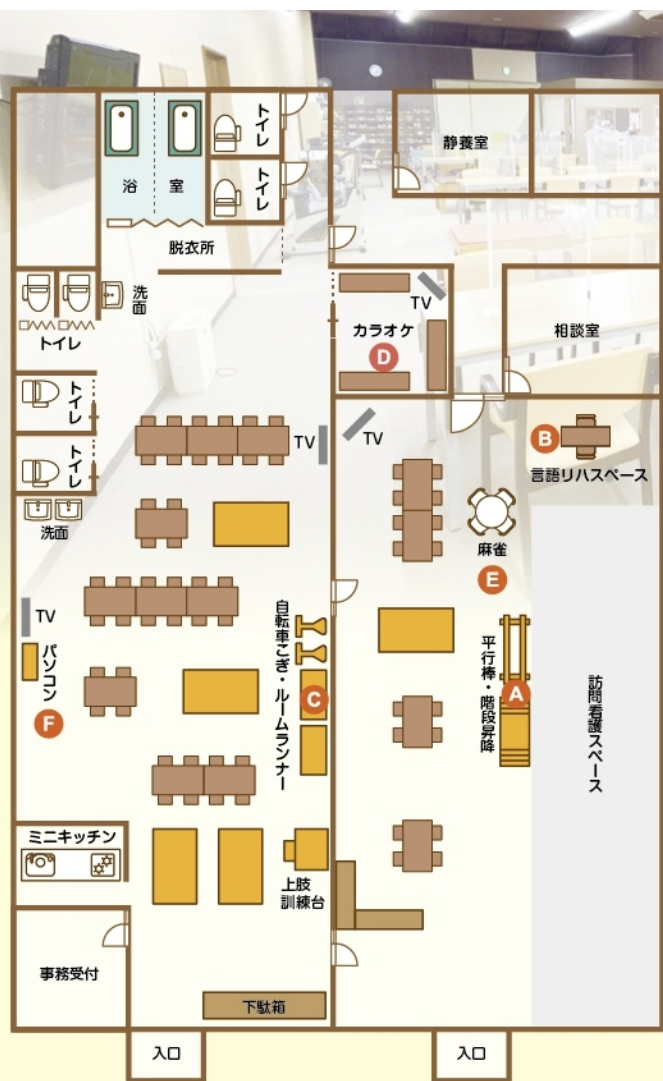 トイレ
静養室
浴室
トイレ
脱衣所
洗面
TV
カラオケ
D
相談室
トイレ
トイレ
TV
TV
B
言語リハスペース
トイレ
洗面
麻雀
E
TV
パソコン
F
自転車こぎ・ルームランナー
C
平行棒・階段昇降
A
訪問看護スペース
ミニキッチン
上肢
訓練台
事務受付
下駄箱
入口
入口